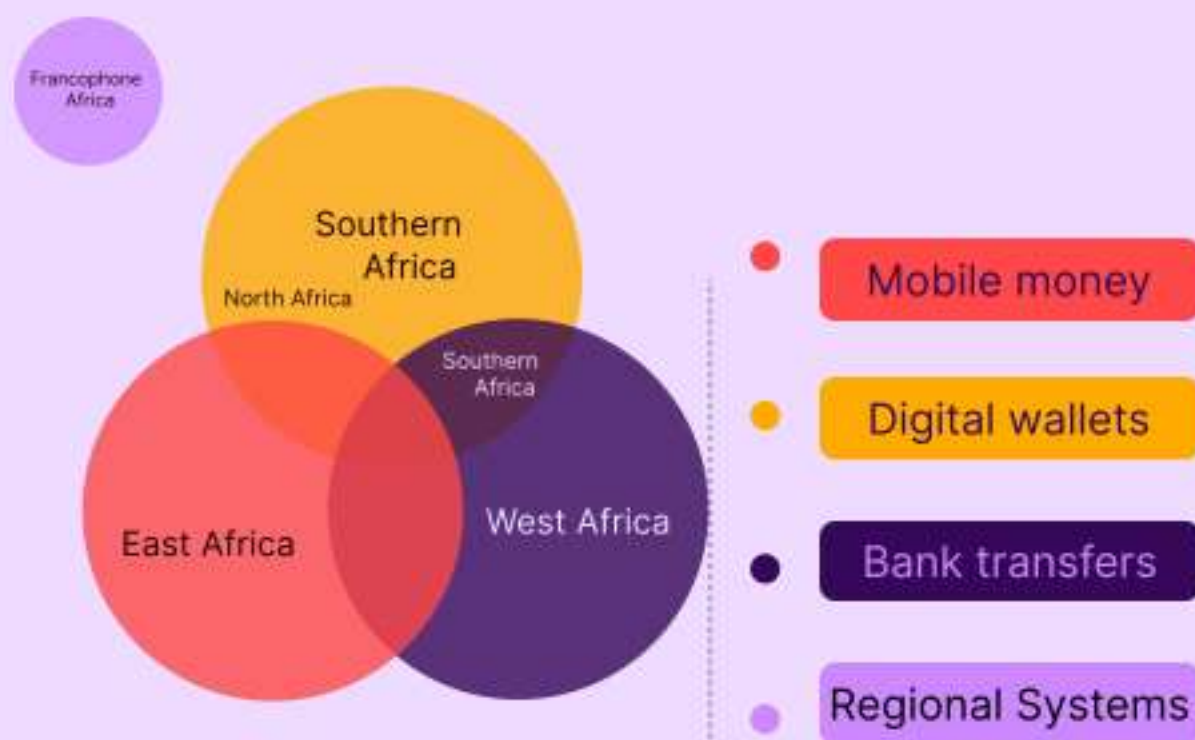 Francophone
Africa
Southern
Africa
North Africa
Southern
Africa
East Africa
West Africa
Mobile money
Digital wallets
Bank transfers
Regional Systems